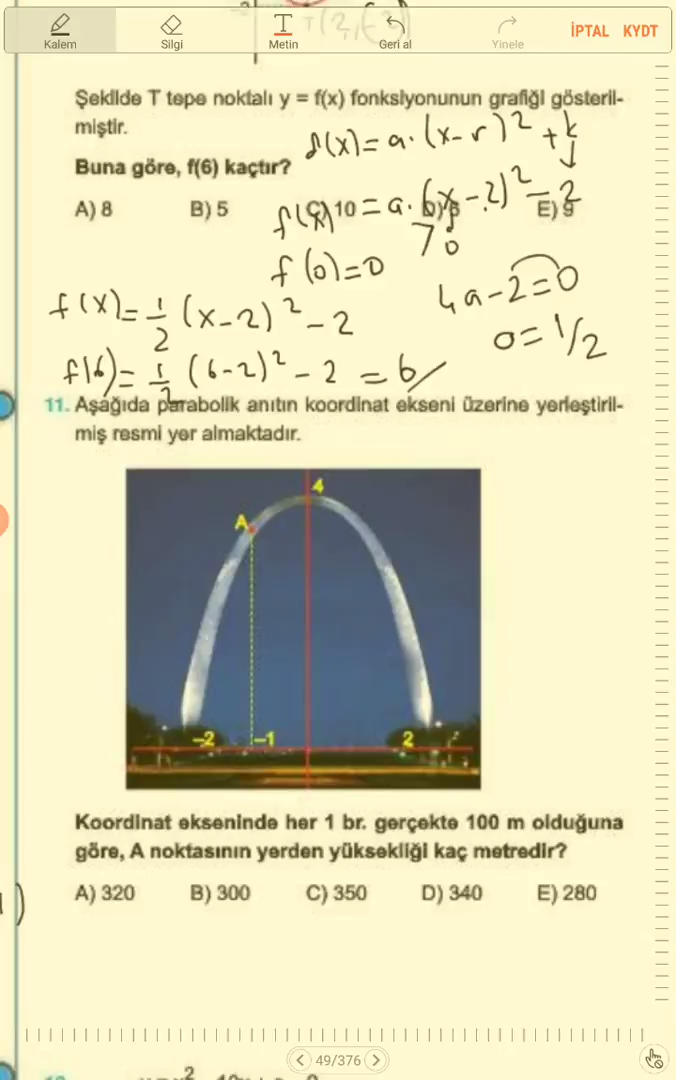 T(2,(-2)
Kalem Silgi Metin Geri al Yinele İPTAL KYDT
Şekilde T tepe noktalı y = f(x) fonksiyonunun grafiği gösteril-
miştir.
f(x)= a.(x-r)² + k
Buna göre, f(6) kaçtır?
f(x) = a.(x-2)² - 2
A) 8 B) 5 C) 10 D) 6 E) 9
f(0)=0
4a-2=0
f(x)= 1/2 (x-2)² - 2
a= 1/2
f(6)= 1/2 (6-2)² - 2 = 6
11. Aşağıda parabolik anıtın koordinat ekseni üzerine yerleştiril-
miş resmi yer almaktadır.
4
A
-2 -1 2
Koordinat ekseninde her 1 br. gerçekte 100 m olduğuna
göre, A noktasının yerden yüksekliği kaç metredir?
A) 320 B) 300 C) 350 D) 340 E) 280
49/376